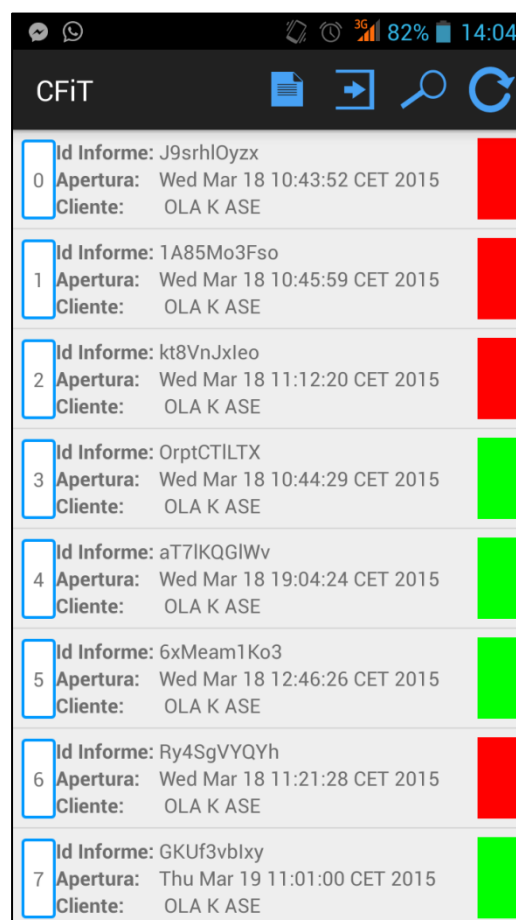 3G 82% 14:04
CFiT
0
Id Informe: J9srhlOyzx
Apertura: Wed Mar 18 10:43:52 CET 2015
Cliente: OLA K ASE
1
Id Informe: 1A85Mo3Fso
Apertura: Wed Mar 18 10:45:59 CET 2015
Cliente: OLA K ASE
2
Id Informe: kt8VnJxIeo
Apertura: Wed Mar 18 11:12:20 CET 2015
Cliente: OLA K ASE
3
Id Informe: OrptCTlLTX
Apertura: Wed Mar 18 10:44:29 CET 2015
Cliente: OLA K ASE
4
Id Informe: aT7lKQGlWv
Apertura: Wed Mar 18 19:04:24 CET 2015
Cliente: OLA K ASE
5
Id Informe: 6xMeam1Ko3
Apertura: Wed Mar 18 12:46:26 CET 2015
Cliente: OLA K ASE
6
Id Informe: Ry4SgVYQYh
Apertura: Wed Mar 18 11:21:28 CET 2015
Cliente: OLA K ASE
7
Id Informe: GKUf3vbIxy
Apertura: Thu Mar 19 11:01:00 CET 2015
Cliente: OLA K ASE